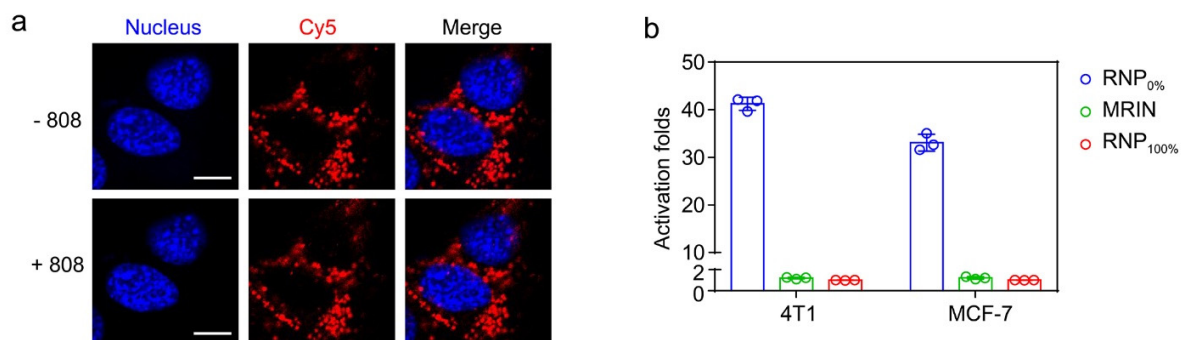 a
Nucleus Cy5 Merge
- 808
+ 808
b
Activation folds
50
40
30
20
10
2
0
4T1 MCF-7
RNP0%
MRIN
RNP100%